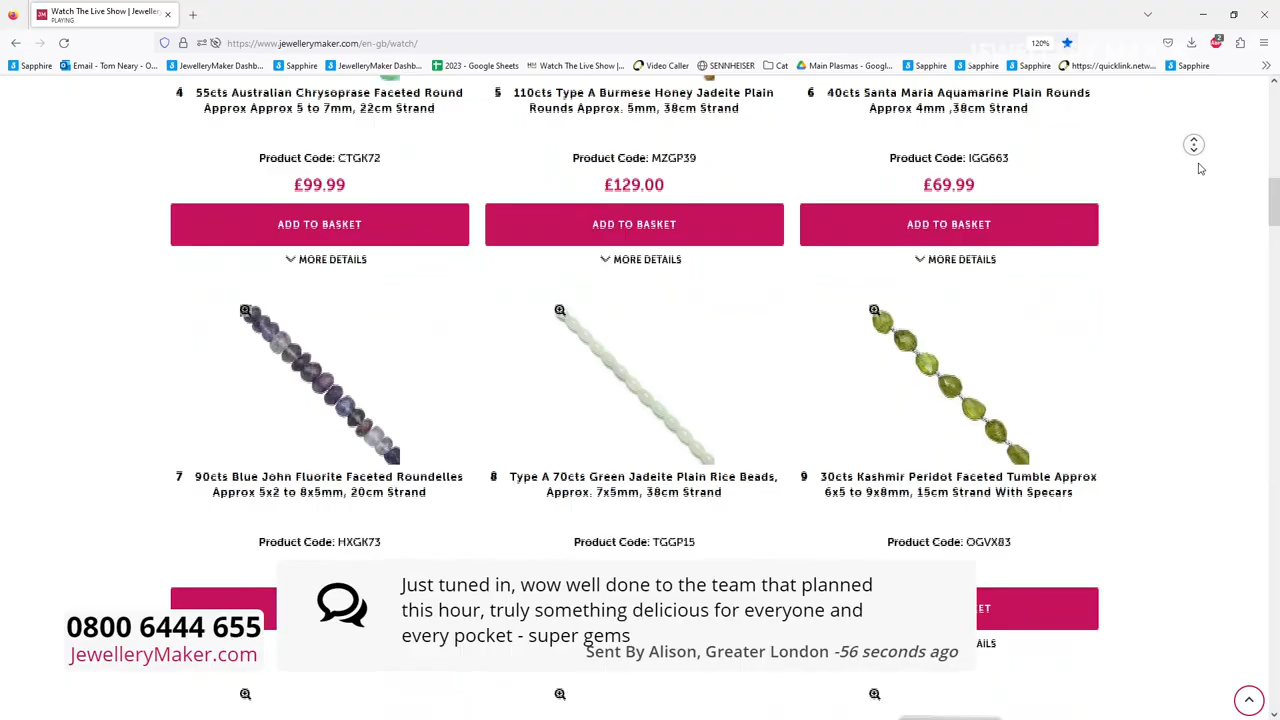 Watch The Live Show | Jeweller
PLAYING
https://www.jewellerymaker.com/en-gb/watch/
120%
2
Sapphire
Email - Tom Neary - O...
JewelleryMaker Dashb...
Sapphire
JewelleryMaker Dashb...
2023 - Google Sheets
Watch The Live Show |...
Video Caller
SENNHEISER
Cat
Main Plasmas - Googl...
Sapphire
Sapphire
https://quicklink.netw...
Sapphire
4 55cts Australian Chrysoprase Faceted Round
Approx Approx 5 to 7mm, 22cm Strand
Product Code: CTGK72
£99.99
ADD TO BASKET
MORE DETAILS
5 110cts Type A Burmese Honey Jadeite Plain
Rounds Approx. 5mm, 38cm Strand
Product Code: MZGP39
£129.00
ADD TO BASKET
MORE DETAILS
6 40cts Santa Maria Aquamarine Plain Rounds
Approx 4mm ,38cm Strand
Product Code: IGG663
£69.99
ADD TO BASKET
MORE DETAILS
7 90cts Blue John Fluorite Faceted Roundelles
Approx 5x2 to 8x5mm, 20cm Strand
Product Code: HXGK73
8 Type A 70cts Green Jadeite Plain Rice Beads,
Approx. 7x5mm, 38cm Strand
Product Code: TGGP15
9 30cts Kashmir Peridot Faceted Tumble Approx
6x5 to 9x8mm, 15cm Strand With Specars
Product Code: OGVX83
ET
AILS
Just tuned in, wow well done to the team that planned
this hour, truly something delicious for everyone and
every pocket - super gems
Sent By Alison, Greater London -56 seconds ago
0800 6444 655
JewelleryMaker.com